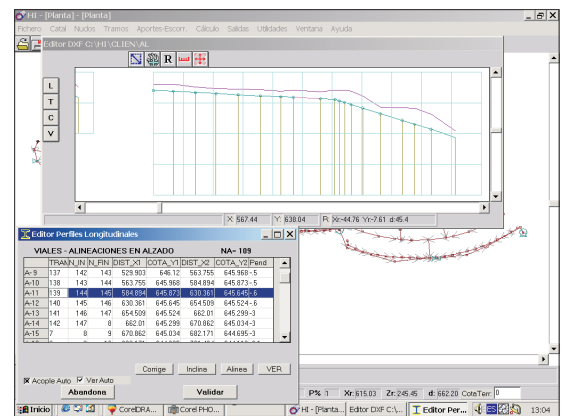 HI - [Planta] - [Planta]
Fichero Catal Nudos Tramos Aportes-Escorr. Cálculo Salidas Utilidades Ventana Ayuda
Editor DXF C:\HI\CLIEN\AL
R
L
T
C
V
X: 567.44 Y: 638.04 R Xr:-44.76 Yr:-7.61 d:45.4
Editor Perfiles Longitudinales
VIALES - ALINEACIONES EN ALZADO NA= 109
TRAM N_IN N_FIN DIST_X1 COTA_Y1 DIST_X2 COTA_Y2 Pend
A-9 137 142 143 529.903 646.12 563.755 645.968 -.5
A-10 138 143 144 563.755 645.968 584.894 645.873 -.5
A-11 139 144 145 584.894 645.873 630.361 645.645 -.6
A-12 140 145 146 630.361 645.645 654.509 645.524 -.6
A-13 141 146 147 654.509 645.524 662.01 645.299 -3
A-14 142 147 8 662.01 645.299 670.862 645.034 -3
A-15 7 8 9 670.862 645.034 682.171 644.695 -3
Corrige Inclina Alinea VER
Acople Auto Ver Auto
Abandona Validar
P% 1 Xr: 615.03 Zr: 245.45 d: 662.20 CotaTerr 0
Inicio CorelDRA... Corel PHO... HI - [Planta... Editor DXF C:\... Editor Per... ES 13:04